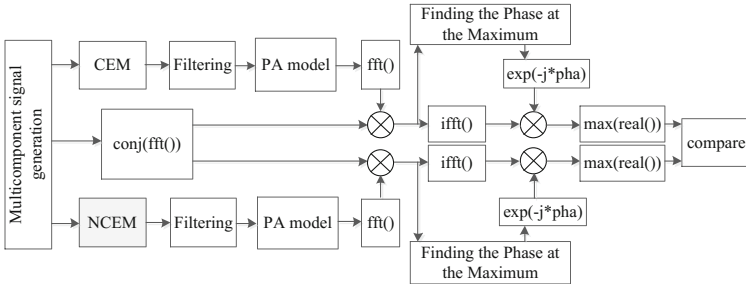 Finding the Phase at
the Maximum
Multicomponent signal
generation
CEM
Filtering
PA model
fft()
exp(-j*pha)
conj(fft())
ifft()
max(real())
compare
ifft()
max(real())
NCEM
Filtering
PA model
fft()
exp(-j*pha)
Finding the Phase at
the Maximum